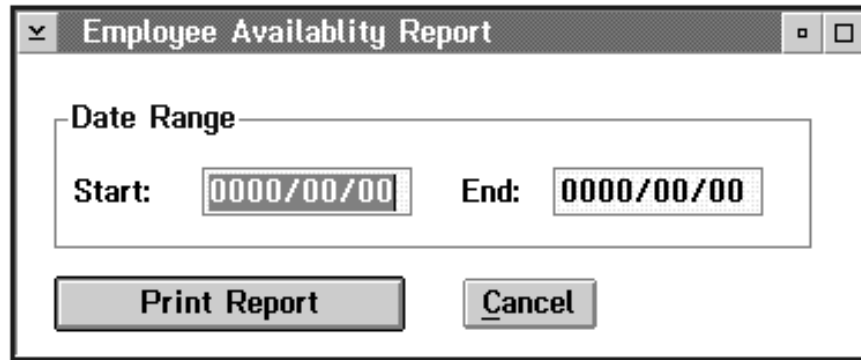 Employee Availablity Report
Date Range
Start: 0000/00/00 End: 0000/00/00
Print Report Cancel